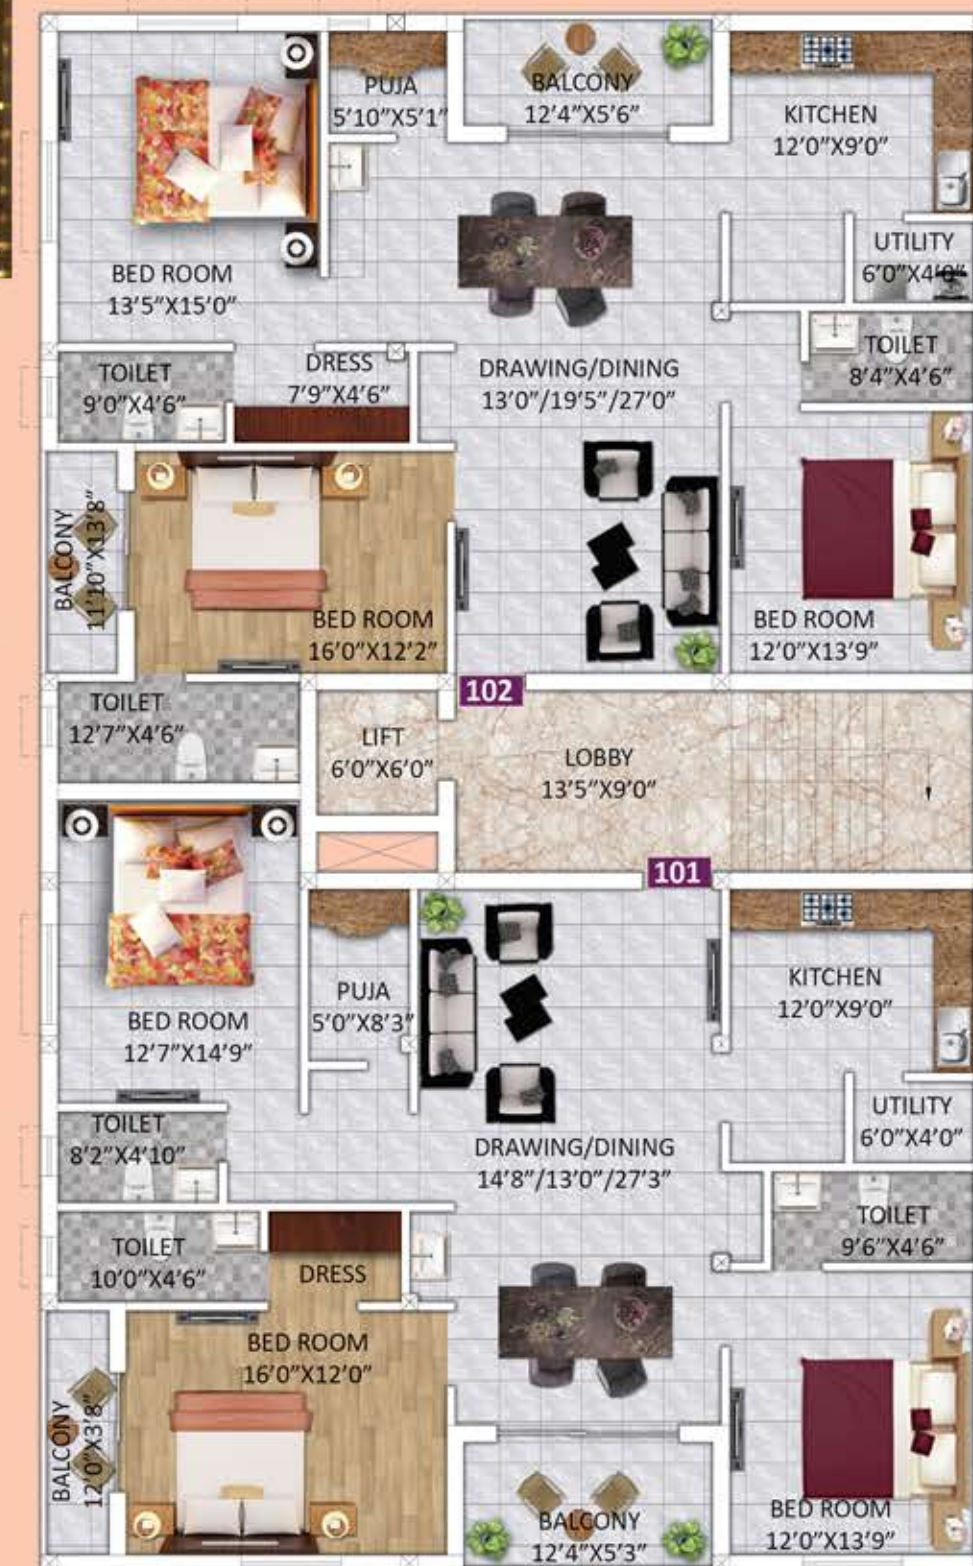 PUJA
5'10"X5'1"
BALCONY
12'4"X5'6"
KITCHEN
12'0"X9'0"
BED ROOM
13'5"X15'0"
UTILITY
6'0"X4'0"
TOILET
9'0"X4'6"
DRESS
7'9"X4'6"
DRAWING/DINING
13'0"/19'5"/27'0"
TOILET
8'4"X4'6"
BALCONY
11'10"X13'8"
BED ROOM
16'0"X12'2"
BED ROOM
12'0"X13'9"
102
TOILET
12'7"X4'6"
LIFT
6'0"X6'0"
LOBBY
13'5"X9'0"
101
BED ROOM
12'7"X14'9"
PUJA
5'0"X8'3"
KITCHEN
12'0"X9'0"
TOILET
8'2"X4'10"
DRAWING/DINING
14'8"/13'0"/27'3"
UTILITY
6'0"X4'0"
TOILET
10'0"X4'6"
DRESS
TOILET
9'6"X4'6"
BED ROOM
16'0"X12'0"
BALCONY
12'0"X3'8"
BALCONY
12'4"X5'3"
BED ROOM
12'0"X13'9"